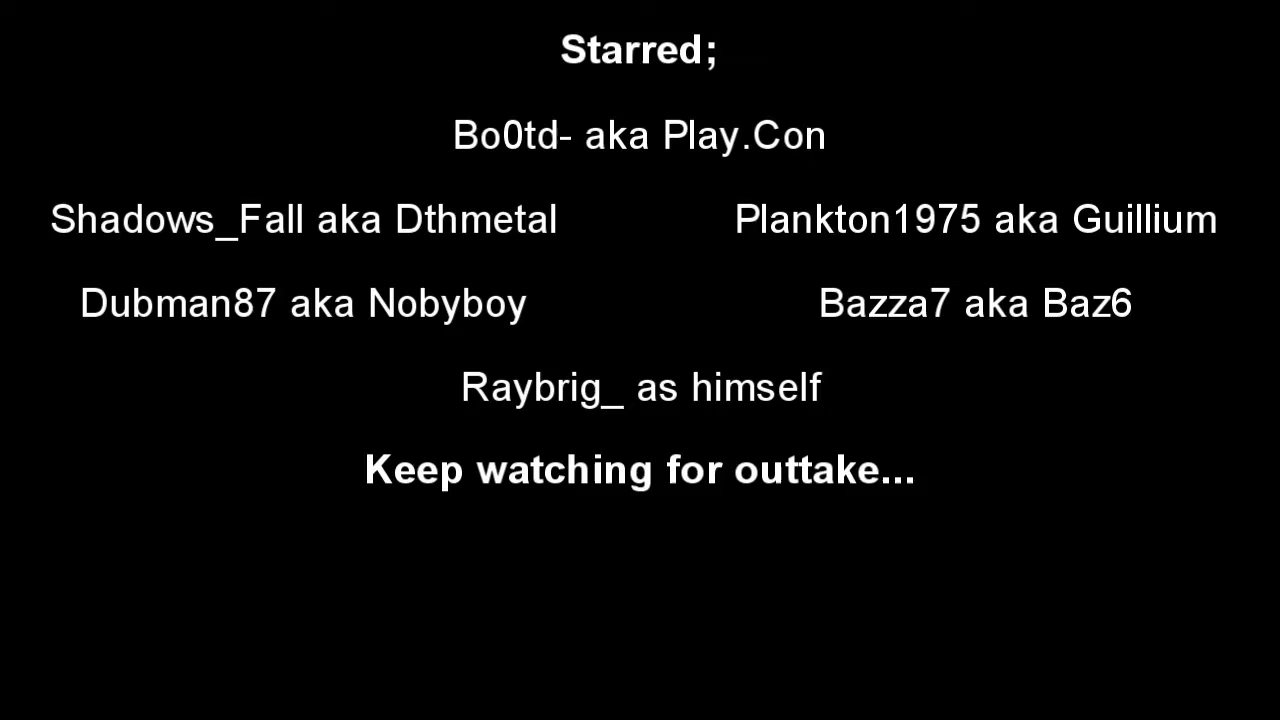 Starred;
Bo0td- aka Play.Con
Shadows_Fall aka Dthmetal
Plankton1975 aka Guillium
Dubman87 aka Nobyboy
Bazza7 aka Baz6
Raybrig_ as himself
Keep watching for outtake...